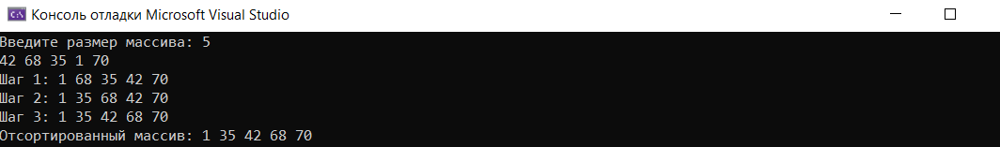 C:\ Консоль отладки Microsoft Visual Studio
Введите размер массива: 5
42 68 35 1 70
Шаг 1: 1 68 35 42 70
Шаг 2: 1 35 68 42 70
Шаг 3: 1 35 42 68 70
Отсортированный массив: 1 35 42 68 70